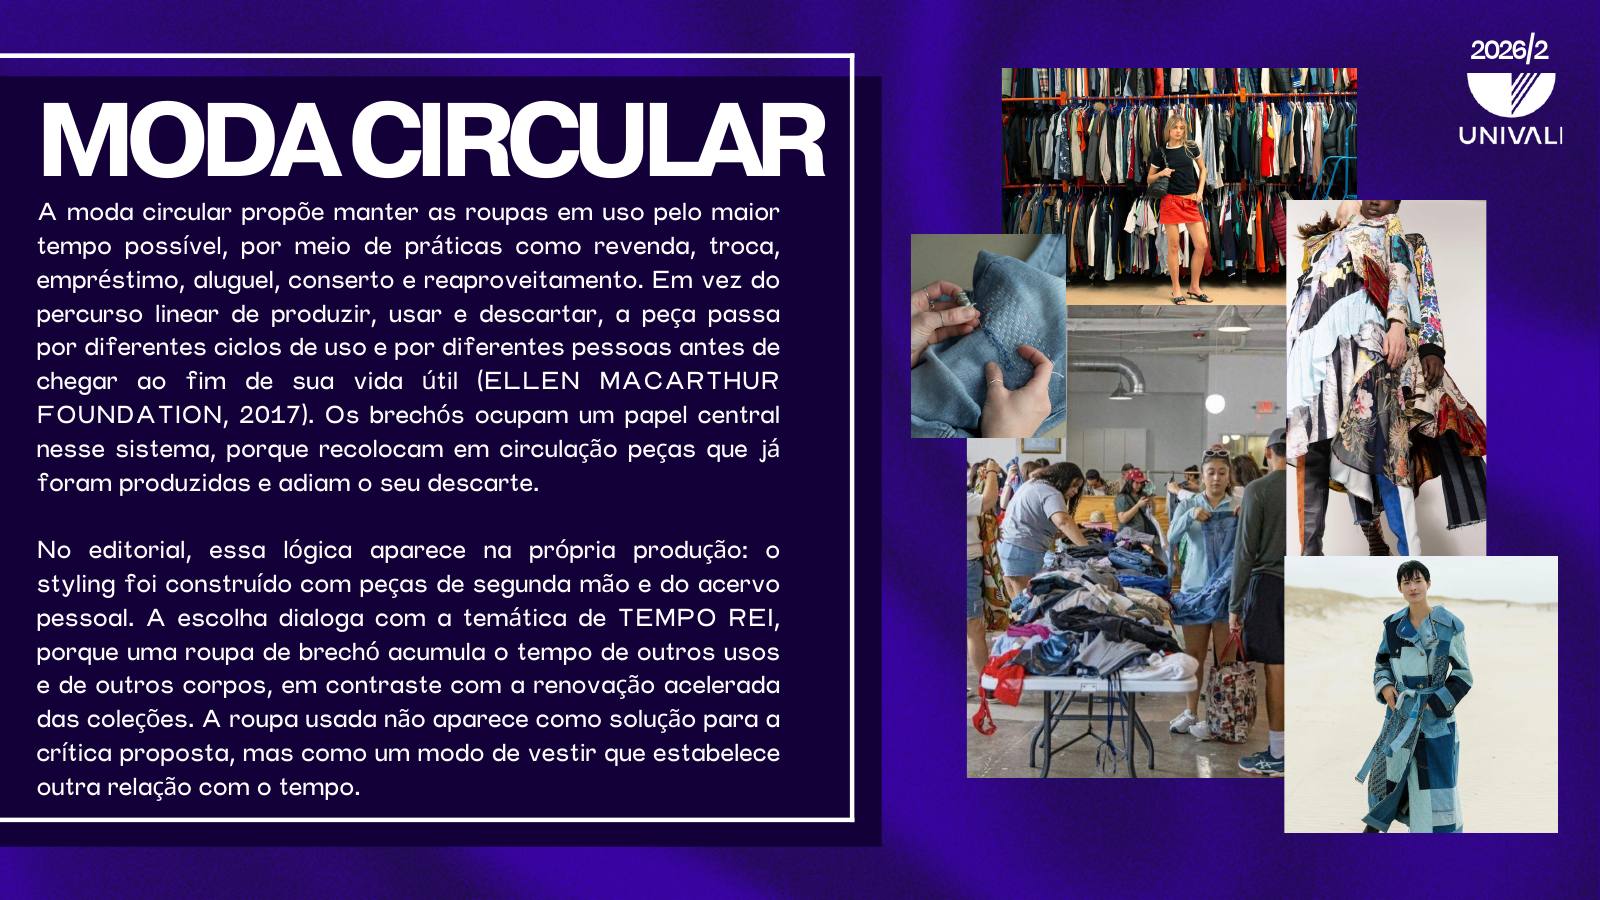 MODA CIRCULAR
A moda circular propõe manter as roupas em uso pelo maior
tempo possível, por meio de práticas como revenda, troca,
empréstimo, aluguel, conserto e reaproveitamento. Em vez do
percurso linear de produzir, usar e descartar, a peça passa
por diferentes ciclos de uso e por diferentes pessoas antes de
chegar ao fim de sua vida útil (ELLEN MACARTHUR
FOUNDATION, 2017). Os brechós ocupam um papel central
nesse sistema, porque recolocam em circulação peças que já
foram produzidas e adiam o seu descarte.
No editorial, essa lógica aparece na própria produção: o
styling foi construído com peças de segunda mão e do acervo
pessoal. A escolha dialoga com a temática de TEMPO REI,
porque uma roupa de brechó acumula o tempo de outros usos
e de outros corpos, em contraste com a renovação acelerada
das coleções. A roupa usada não aparece como solução para a
crítica proposta, mas como um modo de vestir que estabelece
outra relação com o tempo.
2026/2
UNIVALI